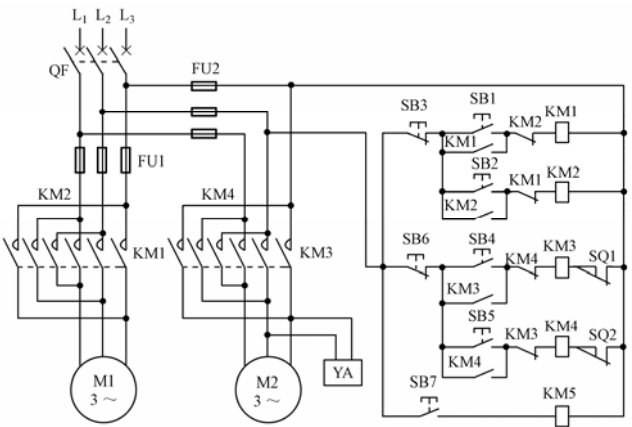 L1 L2 L3
QF
FU2
SB3
SB1
KM1
KM2
KM1
FU1
SB2
KM1
KM2
KM2
KM2
KM4
KM1
KM3
SB6
SB4
KM4
KM3
SQ1
KM3
SB5
KM3
KM4
SQ2
KM4
M1
3 ~
M2
3 ~
YA
SB7
KM5